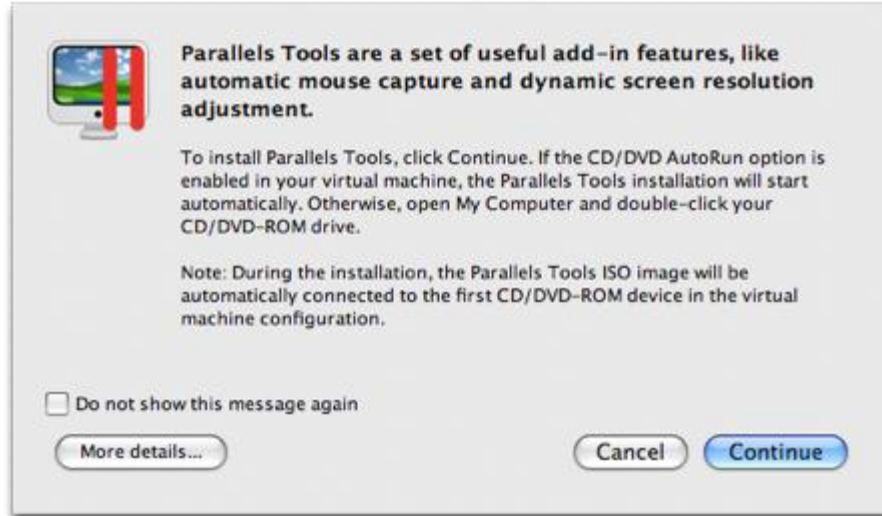 Parallels Tools are a set of useful add-in features, like
automatic mouse capture and dynamic screen resolution
adjustment.
To install Parallels Tools, click Continue. If the CD/DVD AutoRun option is
enabled in your virtual machine, the Parallels Tools installation will start
automatically. Otherwise, open My Computer and double-click your
CD/DVD-ROM drive.
Note: During the installation, the Parallels Tools ISO image will be
automatically connected to the first CD/DVD-ROM device in the virtual
machine configuration.
Do not show this message again
More details...
Cancel
Continue